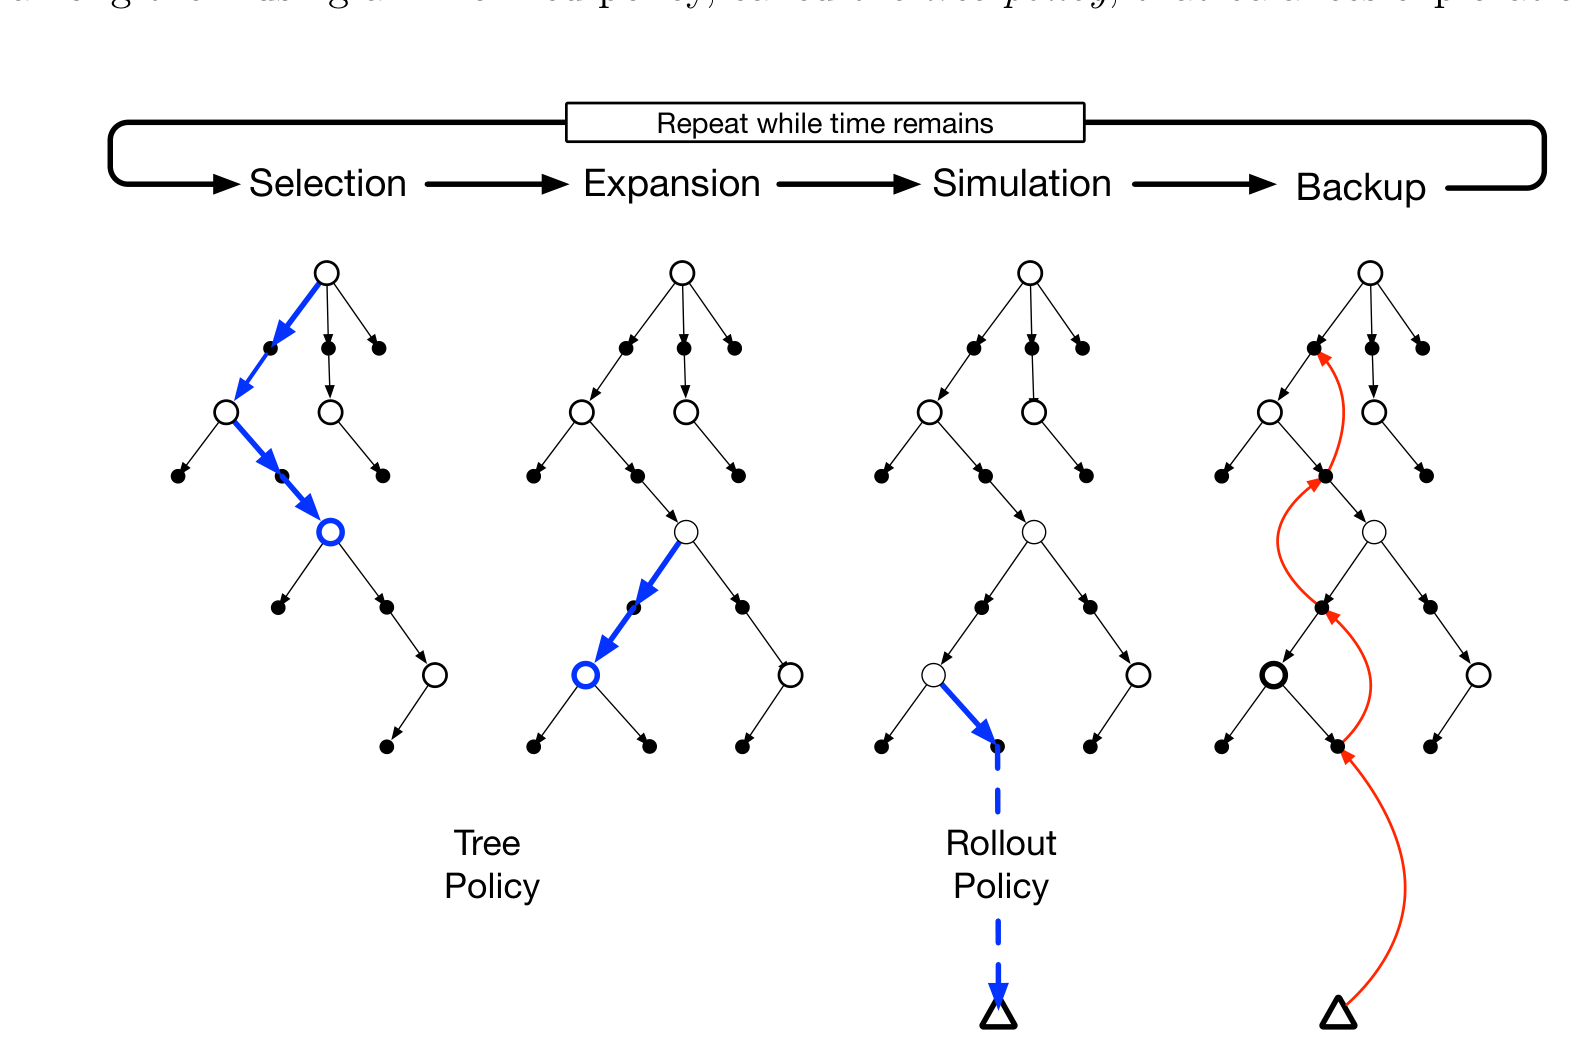 Repeat while time remains
Selection
Expansion
Simulation
Backup
Tree
Policy
Rollout
Policy